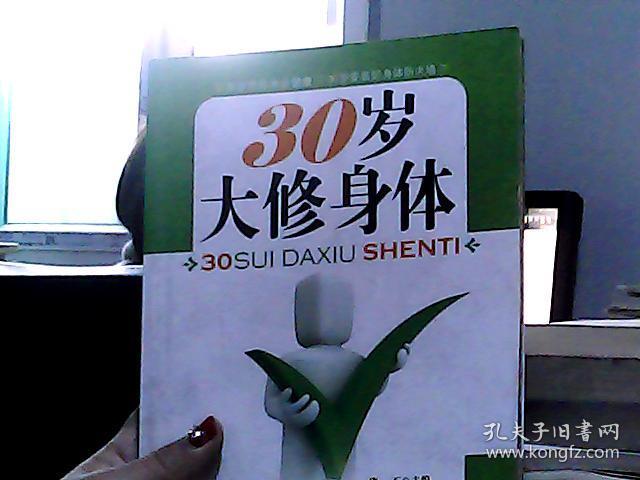 30岁
大修身体
30SUI DAXIU SHENTI
孔夫子旧书网
www.kongfz.com